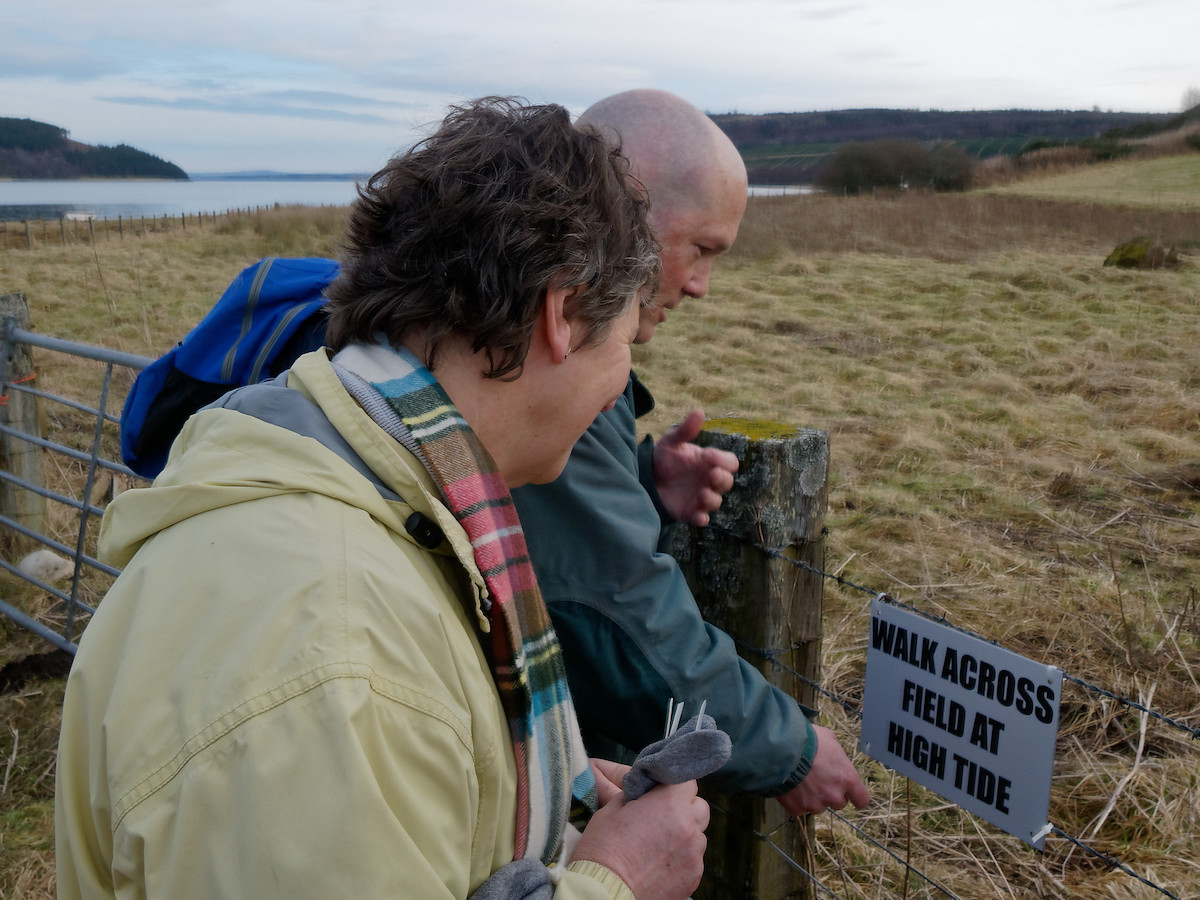 WALK ACROSS
FIELD AT
HIGH TIDE